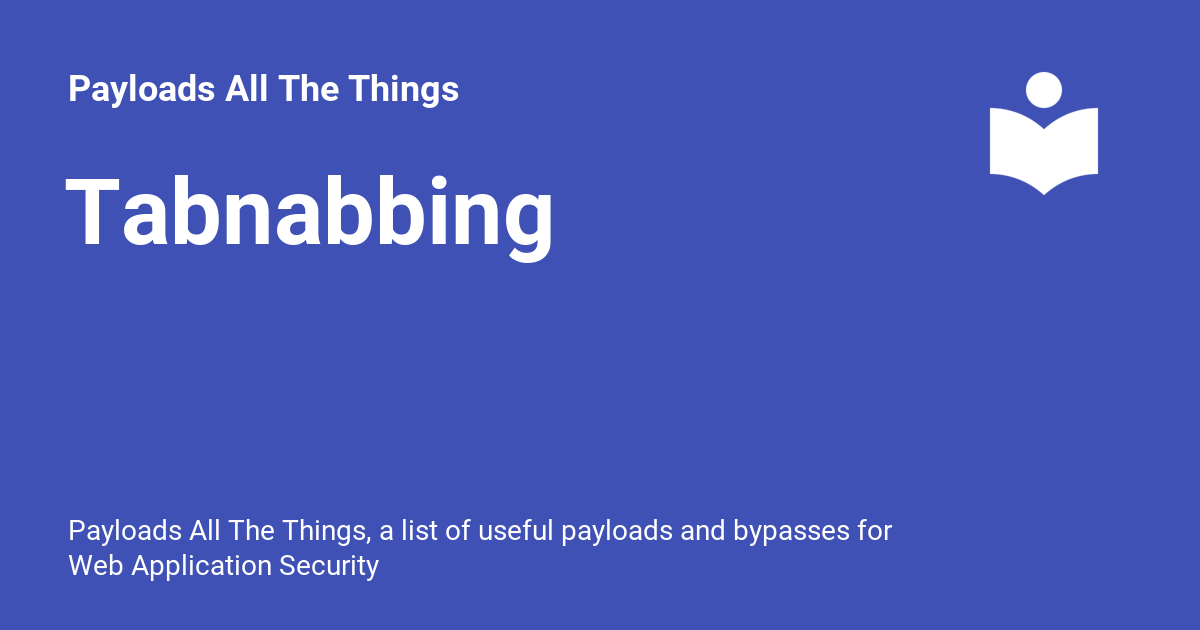 Payloads All The Things
Tabnabbing
Payloads All The Things, a list of useful payloads and bypasses for
Web Application Security